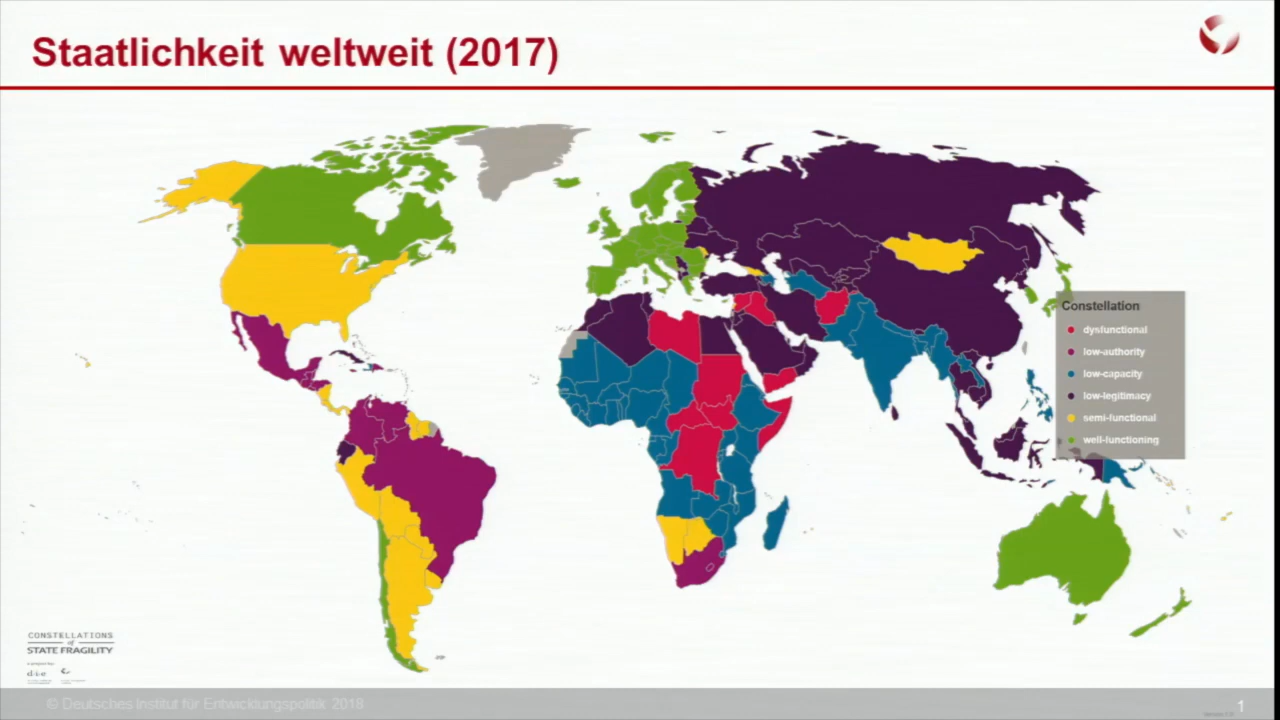 Staatlichkeit weltweit (2017)
Constellation
dysfunctional
low-authority
low-capacity
low-legitimacy
semi-functional
well-functioning
CONSTELLATIONS
of
STATE FRAGILITY
die
© Deutsches Institut für Entwicklungspolitik 2018
1